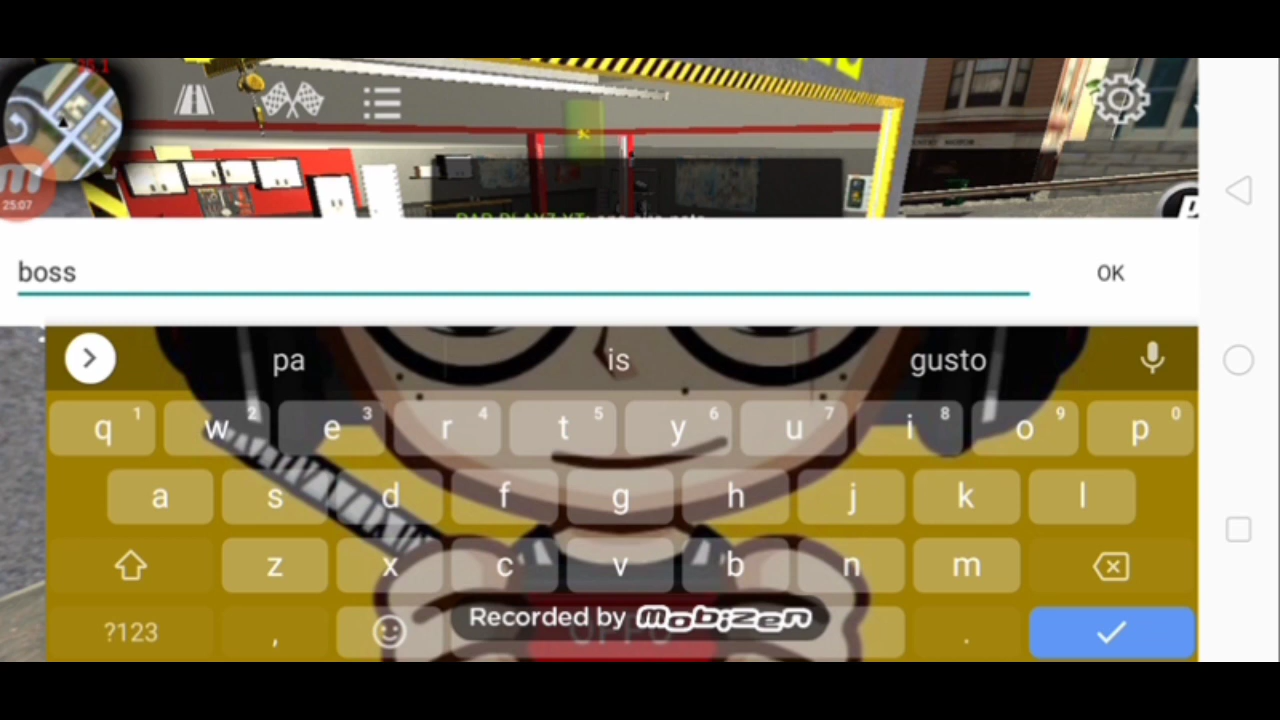 25:07
boss
OK
pa is gusto
q 1 w 2 e 3 r 4 t 5 y 6 u 7 i 8 o 9 p 0
a s d f g h j k l
z x c v b n m
?123 , .
Recorded by mobizen
OPPO